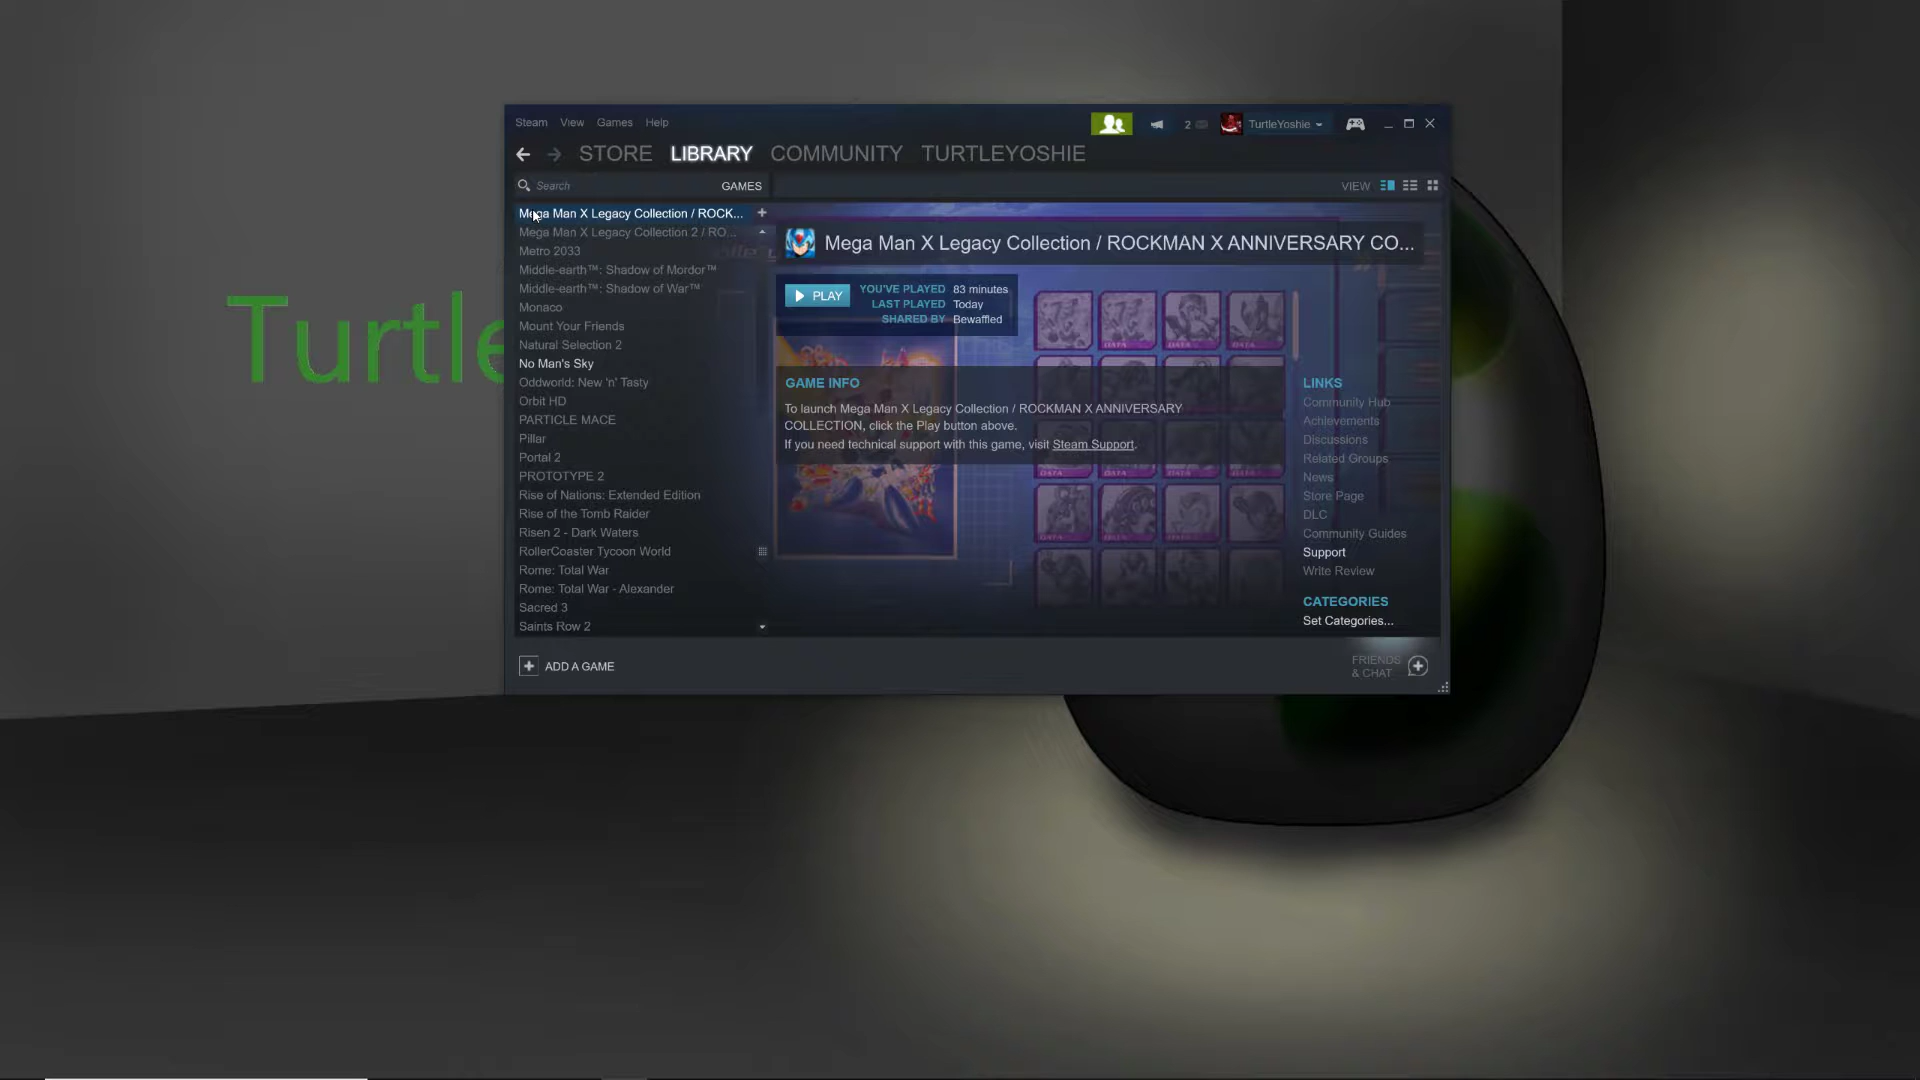 Steam View Games Help
2 TurtleYoshie
STORE LIBRARY COMMUNITY TURTLEYOSHIE
Search GAMES VIEW
Mega Man X Legacy Collection / ROCK...
Mega Man X Legacy Collection 2 / RO...
Metro 2033
Middle-earth™: Shadow of Mordor™
Middle-earth™: Shadow of War™
Monaco
Mount Your Friends
Natural Selection 2
No Man's Sky
Oddworld: New 'n' Tasty
Orbit HD
PARTICLE MACE
Pillar
Portal 2
PROTOTYPE 2
Rise of Nations: Extended Edition
Rise of the Tomb Raider
Risen 2 - Dark Waters
RollerCoaster Tycoon World
Rome: Total War
Rome: Total War - Alexander
Sacred 3
Saints Row 2
ADD A GAME
Mega Man X Legacy Collection / ROCKMAN X ANNIVERSARY CO...
PLAY
YOU'VE PLAYED 83 minutes
LAST PLAYED Today
SHARED BY Bewaffled
GAME INFO
To launch Mega Man X Legacy Collection / ROCKMAN X ANNIVERSARY
COLLECTION, click the Play button above.
If you need technical support with this game, visit Steam Support.
LINKS
Community Hub
Achievements
Discussions
Related Groups
News
Store Page
DLC
Community Guides
Support
Write Review
CATEGORIES
Set Categories...
FRIENDS
& CHAT
Turtle